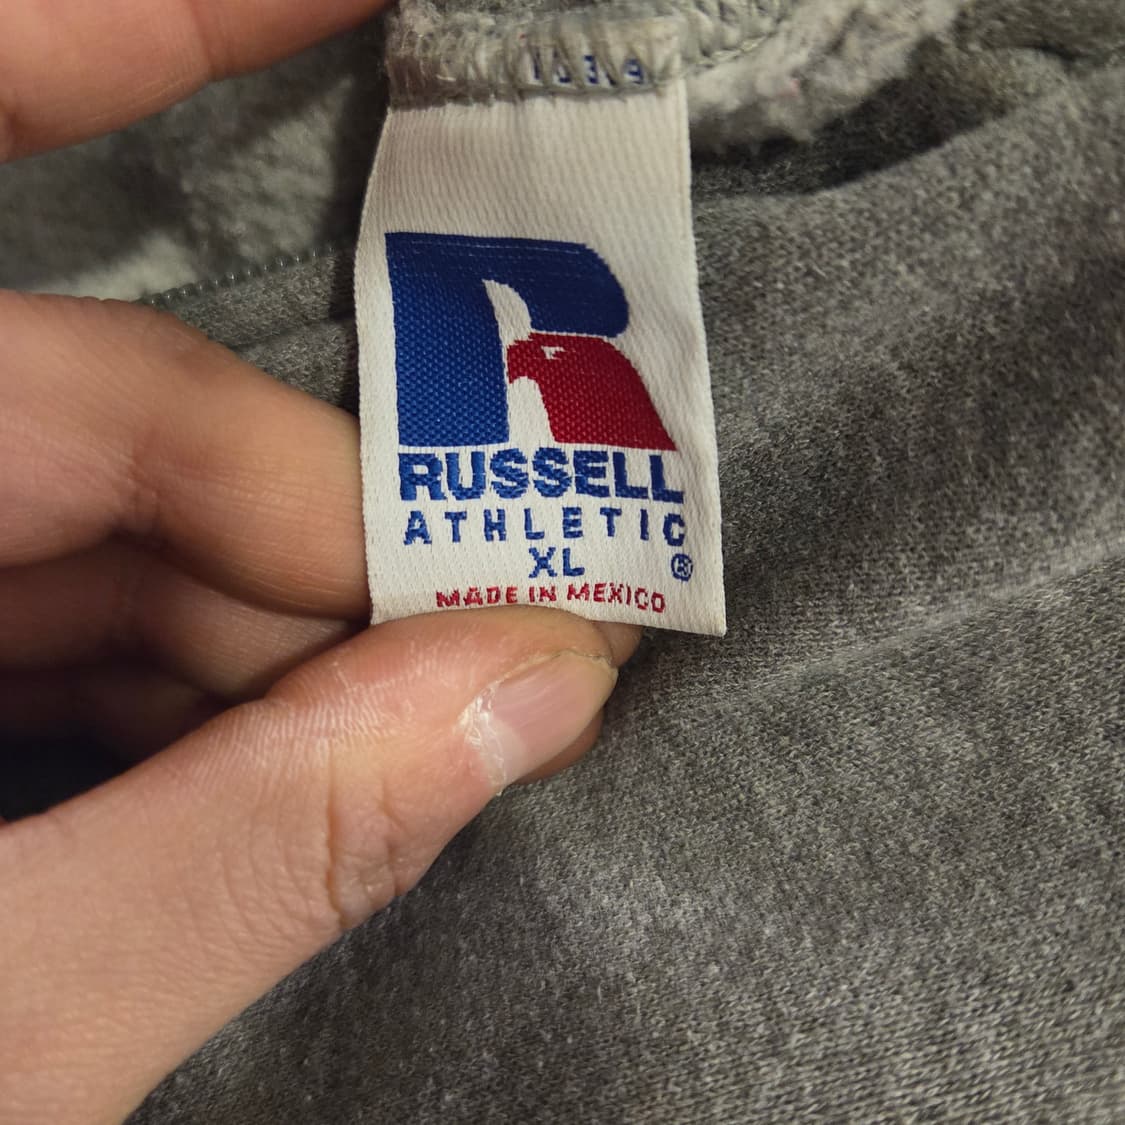 RUSSELL
ATHLETIC
XL ®
MADE IN MEXICO